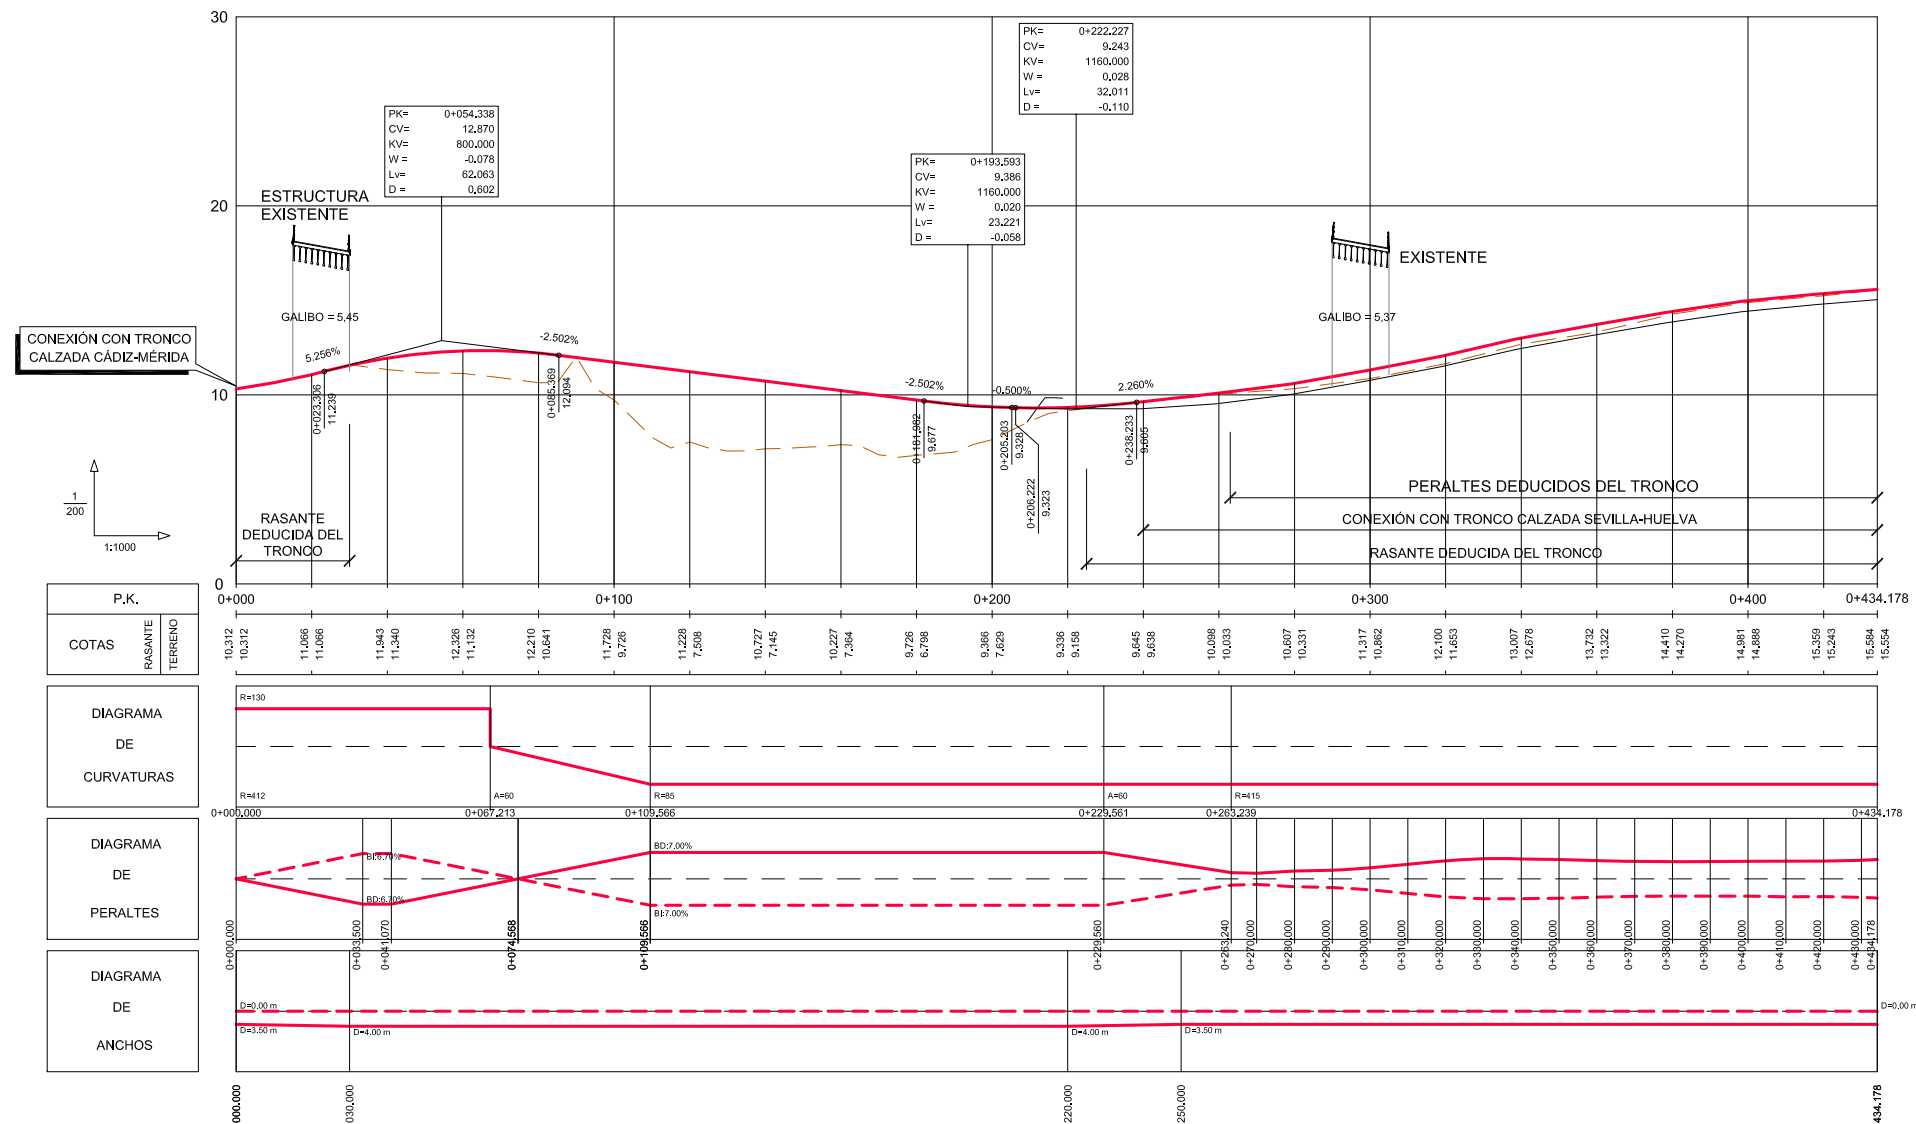 30
20
10
0
PK= 0+054.338
CV= 12.870
KV= 800.000
W = -0.078
Lv= 62.063
D = 0.602
PK= 0+193.593
CV= 9.386
KV= 1160.000
W = 0.020
Lv= 23.221
D = -0.058
PK= 0+222.227
CV= 9.243
KV= 1160.000
W = 0.028
Lv= 32.011
D = -0.110
ESTRUCTURA
EXISTENTE
GALIBO = 5,45
EXISTENTE
GALIBO = 5,37
CONEXIÓN CON TRONCO
CALZADA CÁDIZ-MÉRIDA
5.256%
-2.502%
-2.502%
-0.500%
2.260%
0+023.306
11.239
0+085.369
12.094
0+181.982
9.677
0+205.203
9.328
0+206.222
9.323
0+238.233
9.605
1
200
1:1000
RASANTE
DEDUCIDA DEL
TRONCO
PERALTES DEDUCIDOS DEL TRONCO
CONEXIÓN CON TRONCO CALZADA SEVILLA-HUELVA
RASANTE DEDUCIDA DEL TRONCO
P.K.
0+000
0+100
0+200
0+300
0+400
0+434.178
COTAS
RASANTE
TERRENO
10.312
10.312
11.066
11.066
11.943
11.340
12.326
11.132
12.210
10.641
11.728
9.726
11.228
7.508
10.727
7.145
10.227
7.364
9.726
6.798
9.366
7.629
9.336
9.158
9.645
9.638
10.098
10.033
10.607
10.331
11.317
10.862
12.100
11.653
13.007
12.678
13.732
13.322
14.410
14.270
14.981
14.888
15.359
15.243
15.584
15.554
DIAGRAMA
DE
CURVATURAS
R=130
R=412
A=60
R=85
A=60
R=415
0+000.000
0+067.213
0+109.566
0+229.561
0+263.239
0+434.178
DIAGRAMA
DE
PERALTES
BI:6.70%
BD:6.70%
BD:7.00%
BI:7.00%
0+000.000
0+033.500
0+041.070
0+074.568
0+109.566
0+229.560
0+263.240
0+270.000
0+280.000
0+290.000
0+300.000
0+310.000
0+320.000
0+330.000
0+340.000
0+350.000
0+360.000
0+370.000
0+380.000
0+390.000
0+400.000
0+410.000
0+420.000
0+430.000
0+434.178
DIAGRAMA
DE
ANCHOS
D=0.00 m
D=3.50 m
D=4.00 m
D=4.00 m
D=3.50 m
D=0.00 m
000.000
030.000
220.000
250.000
434.178